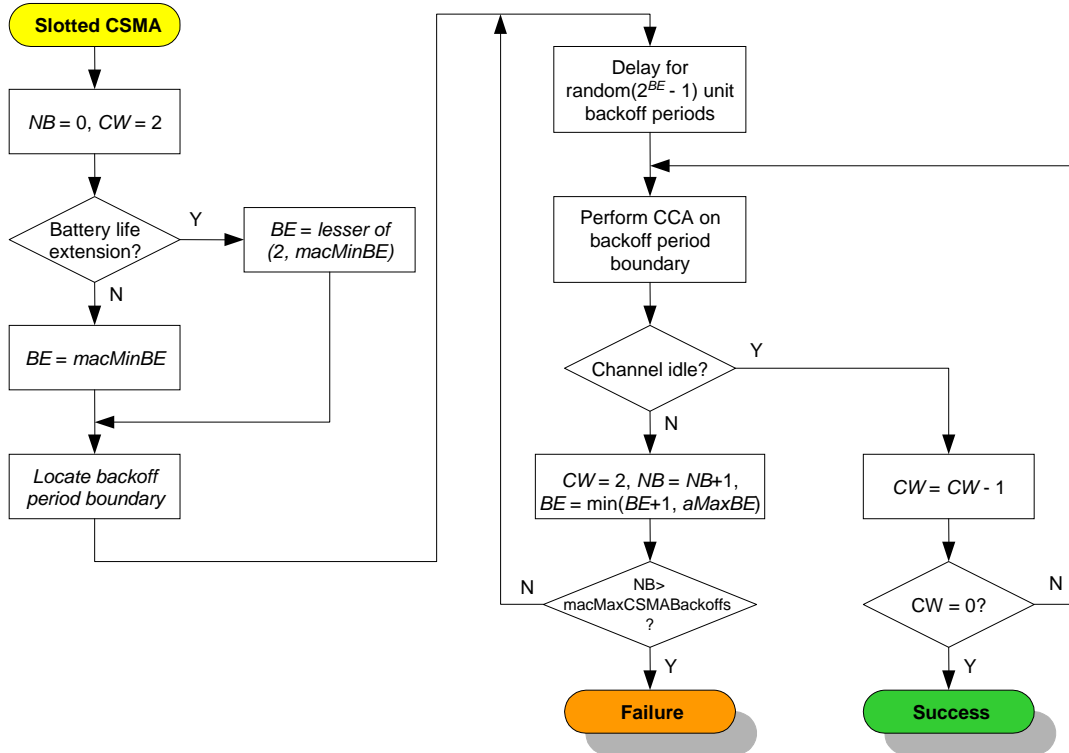 Slotted CSMA
NB = 0, CW = 2
Battery life
extension?
Y
BE = lesser of
(2, macMinBE)
N
BE = macMinBE
Locate backoff
period boundary
Delay for
random(2^BE - 1) unit
backoff periods
Perform CCA on
backoff period
boundary
Channel idle?
Y
N
CW = 2, NB = NB+1,
BE = min(BE+1, aMaxBE)
CW = CW - 1
NB>
macMaxCSMABackoffs
?
N
Y
CW = 0?
N
Y
Failure
Success